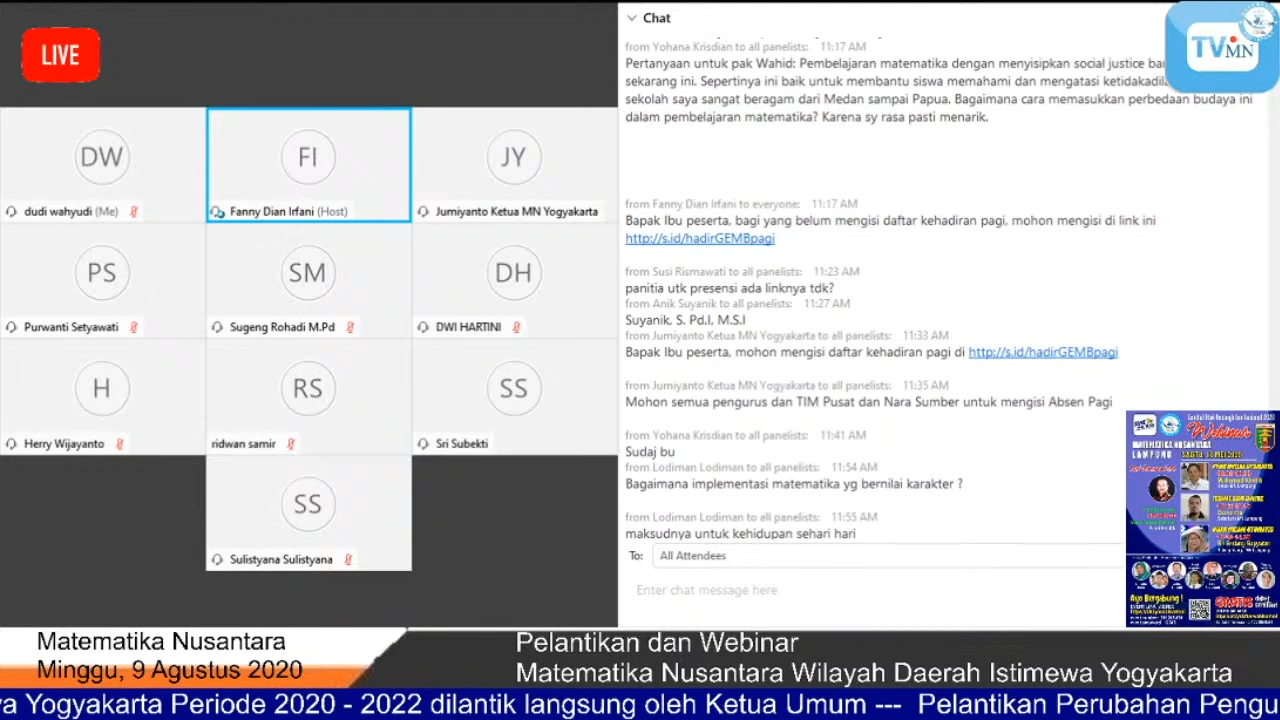 LIVE
DW
dudi wahyudi (Me)
FI
Fanny Dian Irfani (Host)
JY
Jumiyanto Ketua MN Yogyakarta
PS
Purwanti Setyawati
SM
Sugeng Rohadi M.Pd
DH
DWI HARTINI
H
Herry Wijayanto
RS
ridwan samir
SS
Sri Subekti
SS
Sulistyana Sulistyana
Chat
from Yohana Krisdian to all panelists: 11:17 AM
Pertanyaan untuk pak Wahid: Pembelajaran matematika dengan menyisipkan social justice
sekarang ini. Sepertinya ini baik untuk membantu siswa memahami dan mengatasi
sekolah saya sangat beragam dari Medan sampai Papua. Bagaimana cara memasukkan perbedaan budaya ini
dalam pembelajaran matematika? Karena sy rasa pasti menarik.
from Fanny Dian Irfani to everyone: 11:17 AM
Bapak Ibu peserta, bagi yang belum mengisi daftar kehadiran pagi, mohon mengisi di link ini
http://s.id/hadirGEMBpagi
from Susi Rismawati to all panelists: 11:23 AM
panitia utk presensi ada linknya tdk?
from Anik Suyanik to all panelists: 11:27 AM
Suyanik, S. Pd.I, M.S.I
from Jumiyanto Ketua MN Yogyakarta to all panelists: 11:33 AM
Bapak Ibu peserta, mohon mengisi daftar kehadiran pagi di http://s.id/hadirGEMBpagi
from Jumiyanto Ketua MN Yogyakarta to all panelists: 11:35 AM
Mohon semua pengurus dan TIM Pusat dan Nara Sumber untuk mengisi Absen Pagi
from Yohana Krisdian to all panelists: 11:41 AM
Sudaj bu
from Lodiman Lodiman to all panelists: 11:54 AM
Bagaimana implementasi matematika yg bernilai karakter ?
from Lodiman Lodiman to all panelists: 11:55 AM
maksudnya untuk kehidupan sehari hari
To: All Attendees
Enter chat message here
TVMN
Webinar
MATEMATIKA NUSANTARA
LAMPUNG
Ayo Bergabung !
GRATIS
Matematika Nusantara
Minggu, 9 Agustus 2020
Pelantikan dan Webinar
Matematika Nusantara Wilayah Daerah Istimewa Yogyakarta
Yogyakarta Periode 2020 - 2022 dilantik langsung oleh Ketua Umum --- Pelantikan Perubahan Pengu